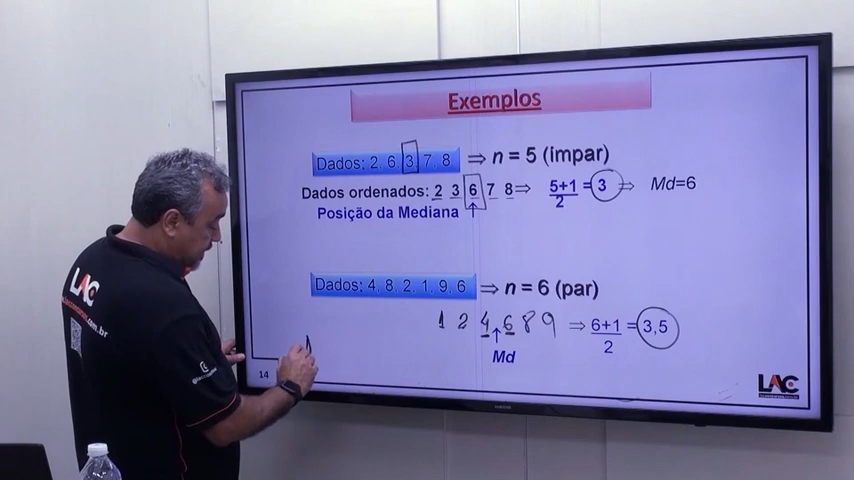 Exemplos
Dados: 2, 6, 3, 7, 8 ⇒ n = 5 (impar)
Dados ordenados: 2 3 6 7 8 ⇒ 5+1/2 = 3 ⇒ Md=6
Posição da Mediana ↑
Dados: 4, 8, 2, 1, 9, 6 ⇒ n = 6 (par)
1 2 4 6 8 9 ⇒ 6+1/2 = 3,5
↑
Md
14
LAC
LAC